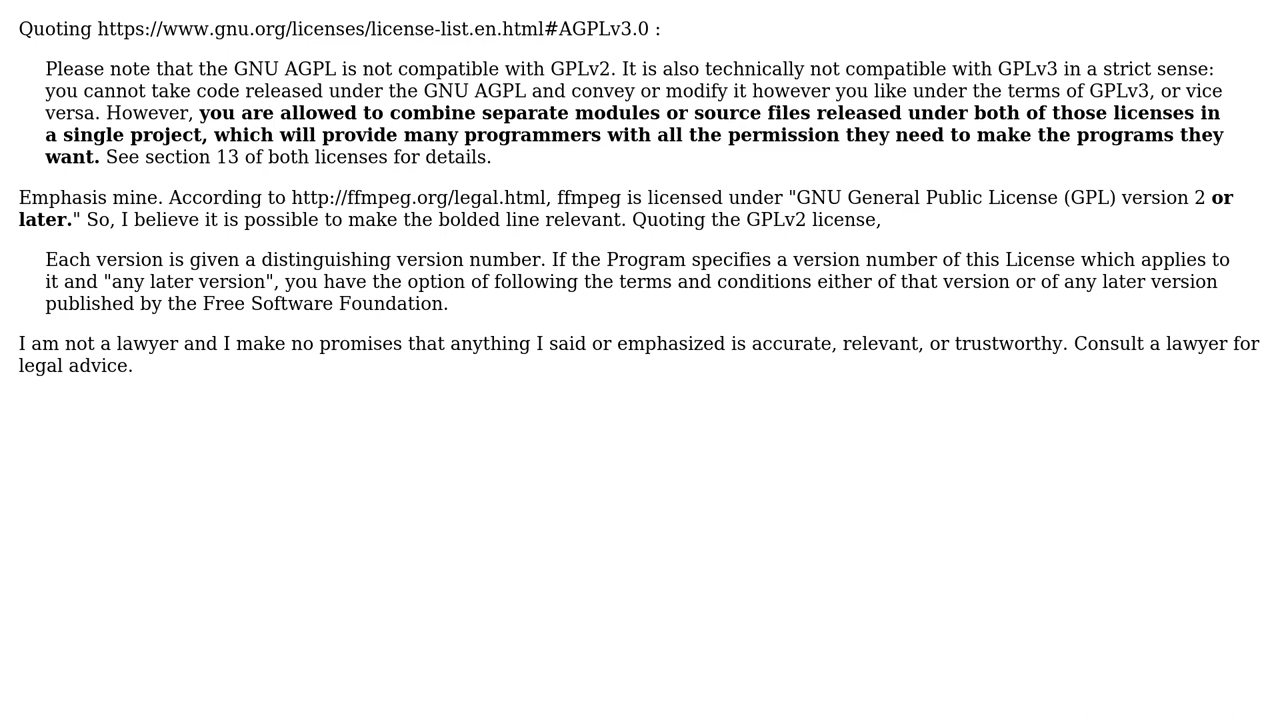 Quoting https://www.gnu.org/licenses/license-list.en.html#AGPLv3.0 :
Please note that the GNU AGPL is not compatible with GPLv2. It is also technically not compatible with GPLv3 in a strict sense:
you cannot take code released under the GNU AGPL and convey or modify it however you like under the terms of GPLv3, or vice
versa. However, you are allowed to combine separate modules or source files released under both of those licenses in
a single project, which will provide many programmers with all the permission they need to make the programs they
want. See section 13 of both licenses for details.
Emphasis mine. According to http://ffmpeg.org/legal.html, ffmpeg is licensed under "GNU General Public License (GPL) version 2 or
later." So, I believe it is possible to make the bolded line relevant. Quoting the GPLv2 license,
Each version is given a distinguishing version number. If the Program specifies a version number of this License which applies to
it and "any later version", you have the option of following the terms and conditions either of that version or of any later version
published by the Free Software Foundation.
I am not a lawyer and I make no promises that anything I said or emphasized is accurate, relevant, or trustworthy. Consult a lawyer for
legal advice.